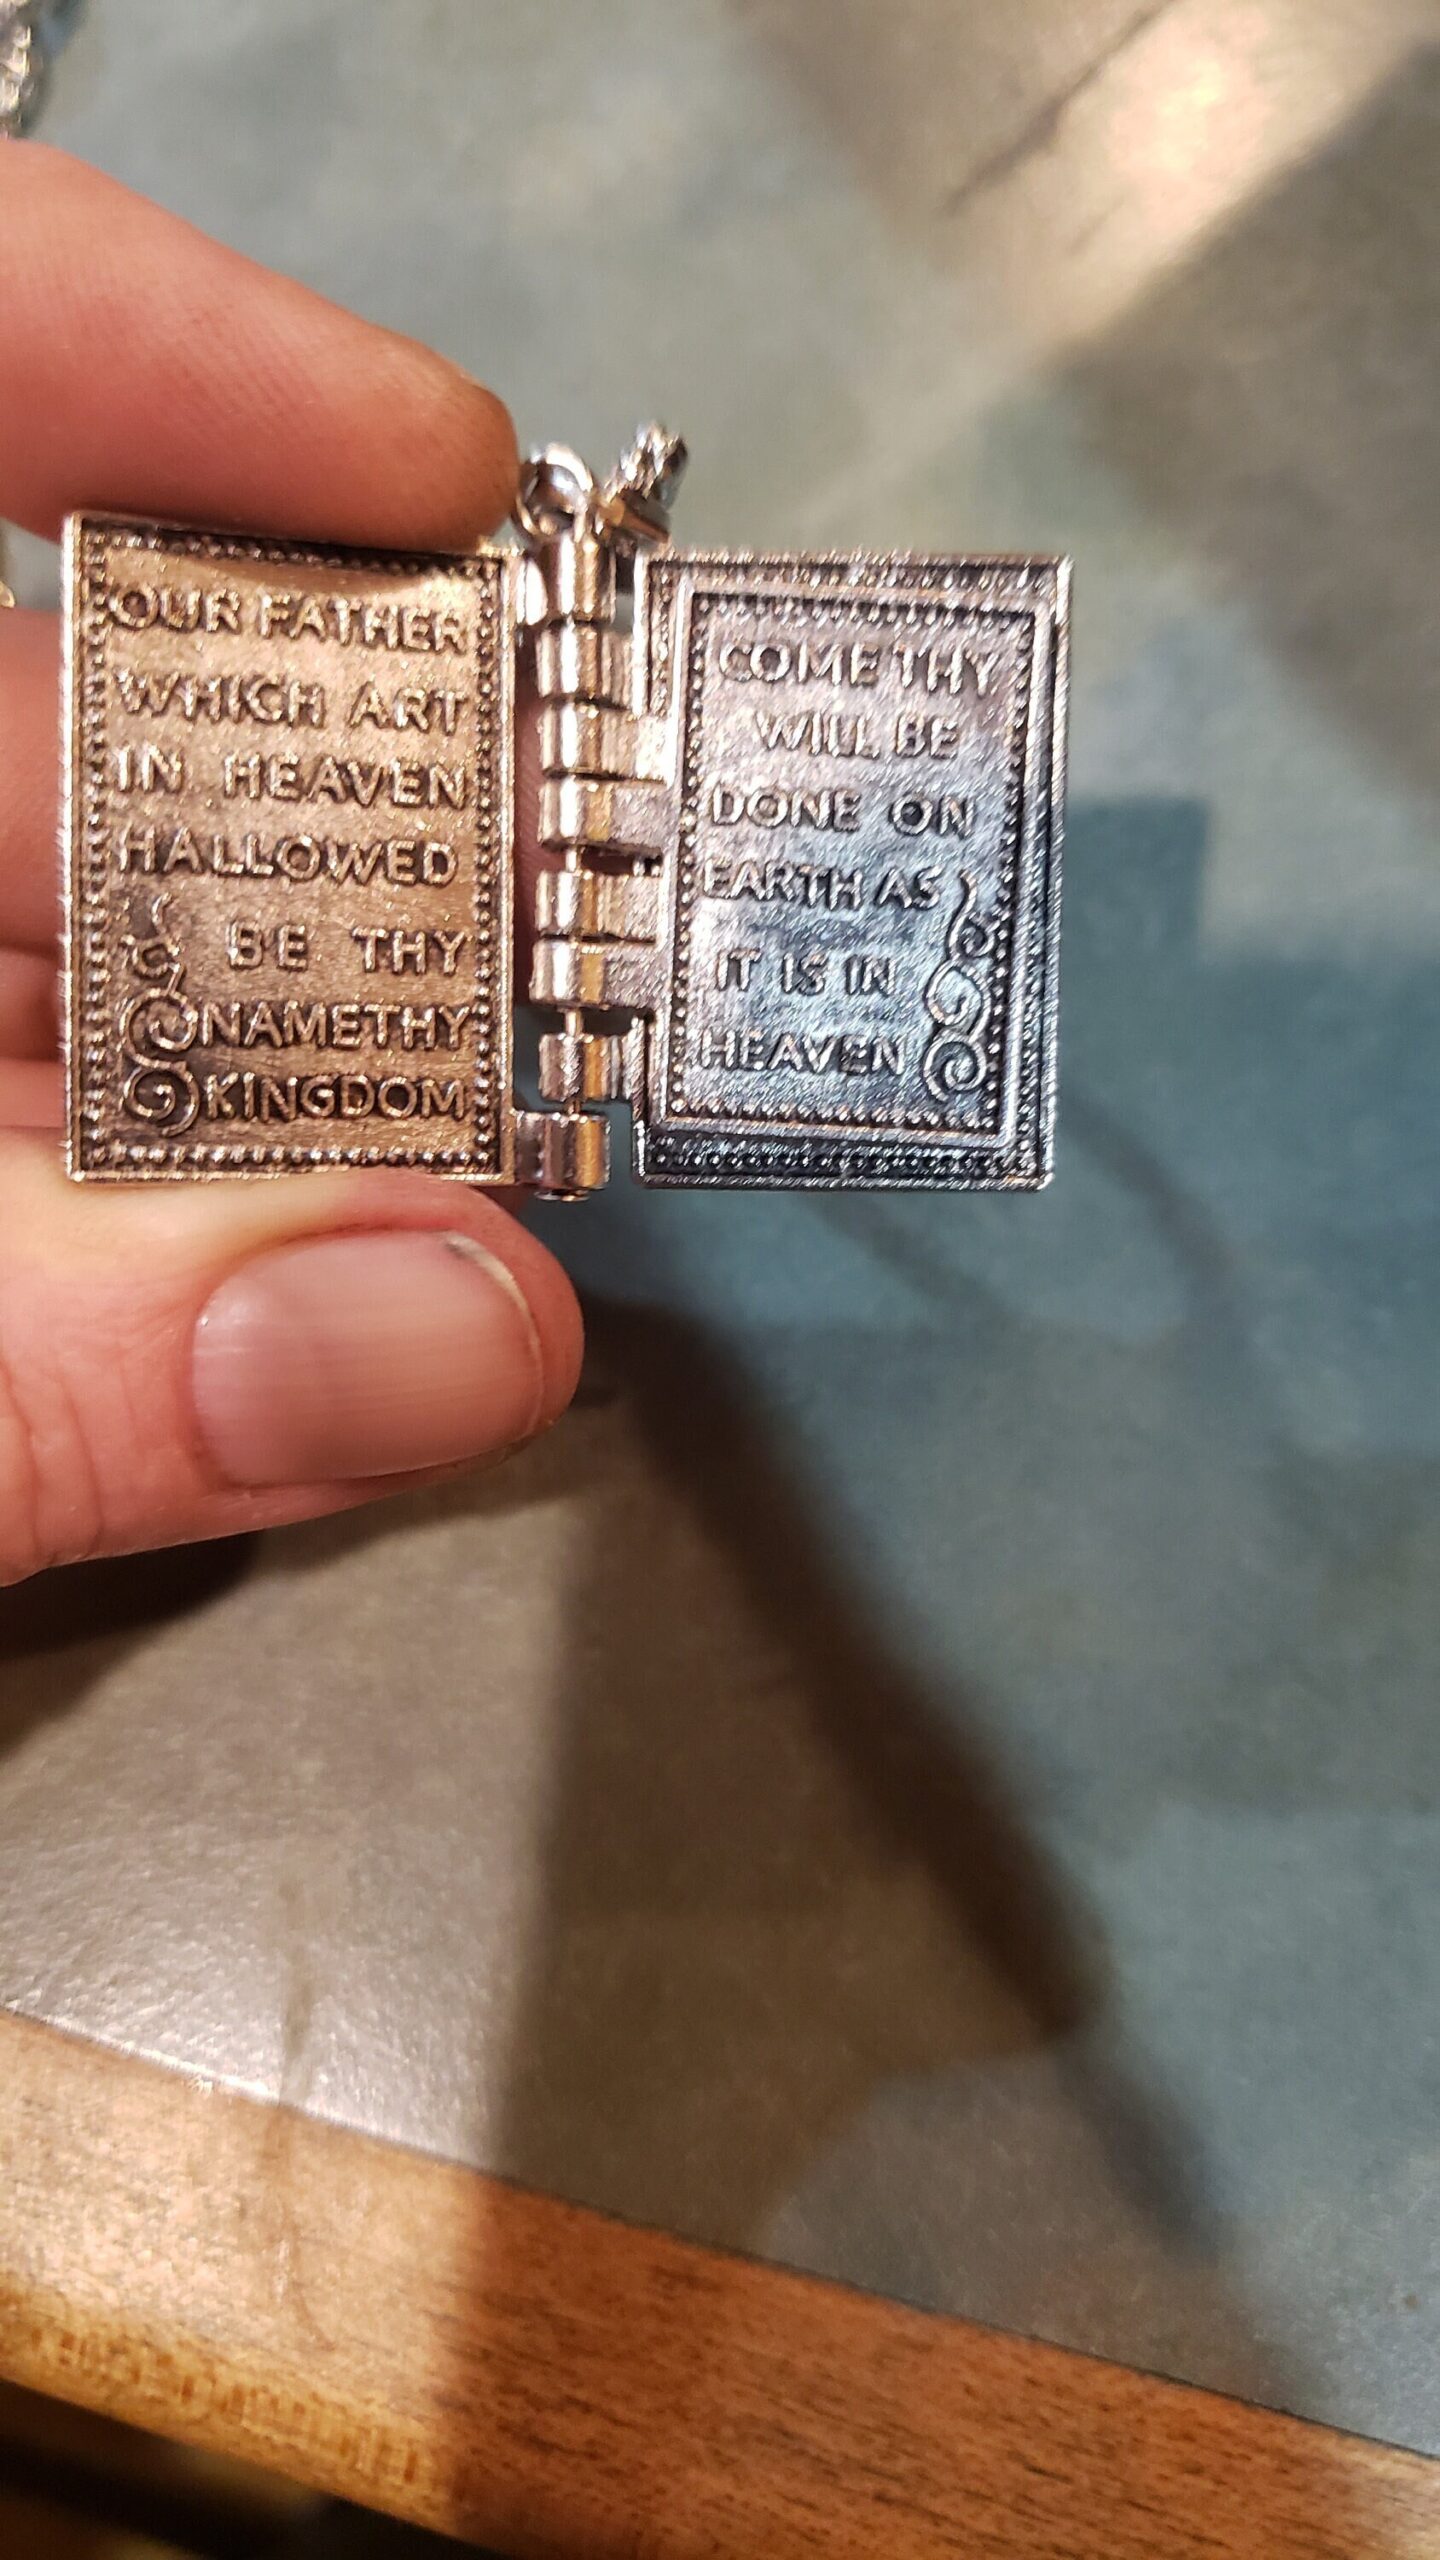 OUR FATHER
WHICH ART
IN HEAVEN
HALLOWED
BE THY
NAMETHY
KINGDOM
COME THY
WILL BE
DONE ON
EARTH AS
IT IS IN
HEAVEN